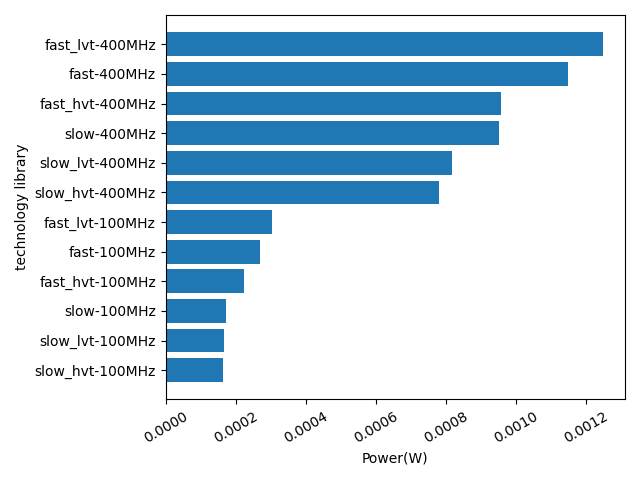 technology library
fast_lvt-400MHz
fast-400MHz
fast_hvt-400MHz
slow-400MHz
slow_lvt-400MHz
slow_hvt-400MHz
fast_lvt-100MHz
fast-100MHz
fast_hvt-100MHz
slow-100MHz
slow_lvt-100MHz
slow_hvt-100MHz
0.0000 0.0002 0.0004 0.0006 0.0008 0.0010 0.0012
Power(W)